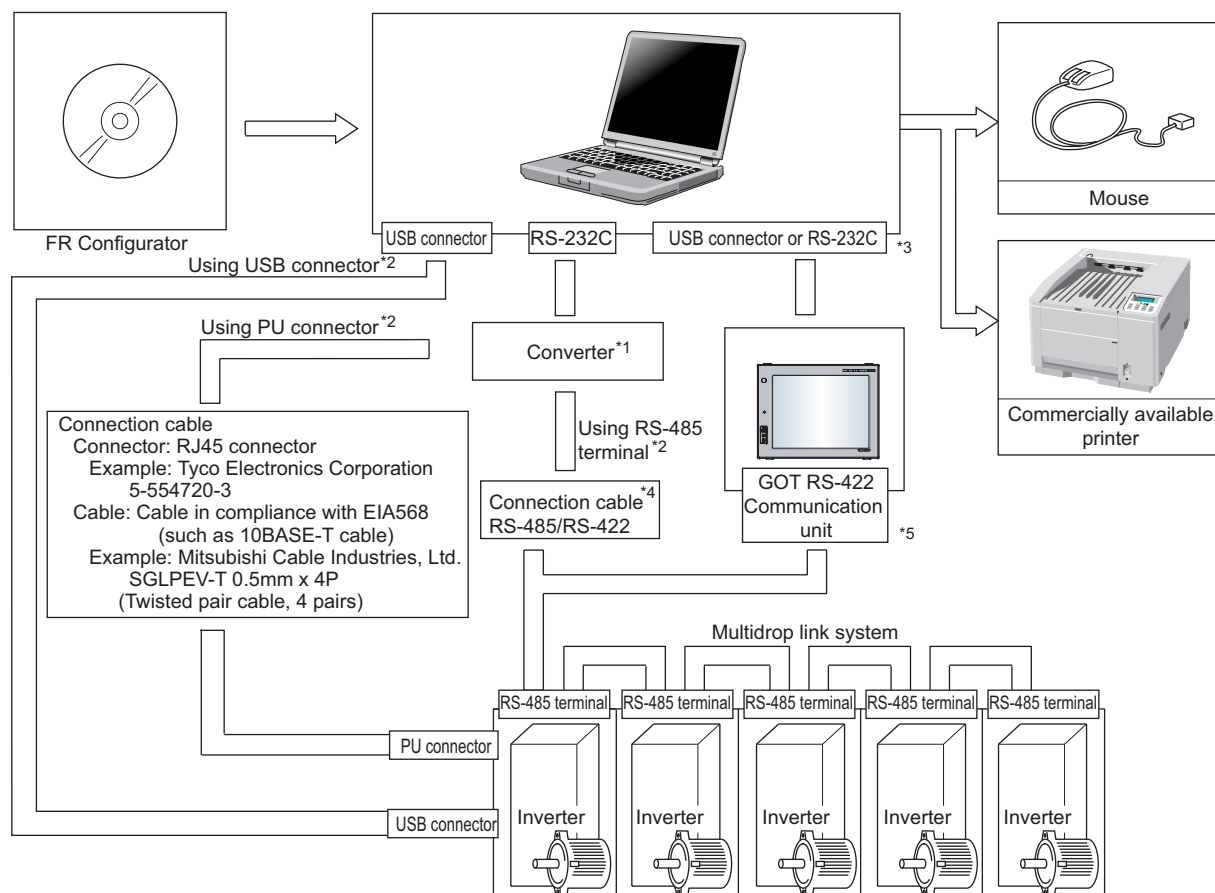 FR Configurator
USB connector
RS-232C
USB connector or RS-232C
*3
Mouse
Commercially available
printer
Using USB connector*2
Using PU connector*2
Converter*1
Using RS-485
terminal*2
Connection cable
Connector: RJ45 connector
Example: Tyco Electronics Corporation
5-554720-3
Cable: Cable in compliance with EIA568
(such as 10BASE-T cable)
Example: Mitsubishi Cable Industries, Ltd.
SGLPEV-T 0.5mm x 4P
(Twisted pair cable, 4 pairs)
Connection cable*4
RS-485/RS-422
GOT RS-422
Communication
unit
*5
Multidrop link system
RS-485 terminal
RS-485 terminal
RS-485 terminal
RS-485 terminal
RS-485 terminal
PU connector
USB connector
Inverter
Inverter
Inverter
Inverter
Inverter